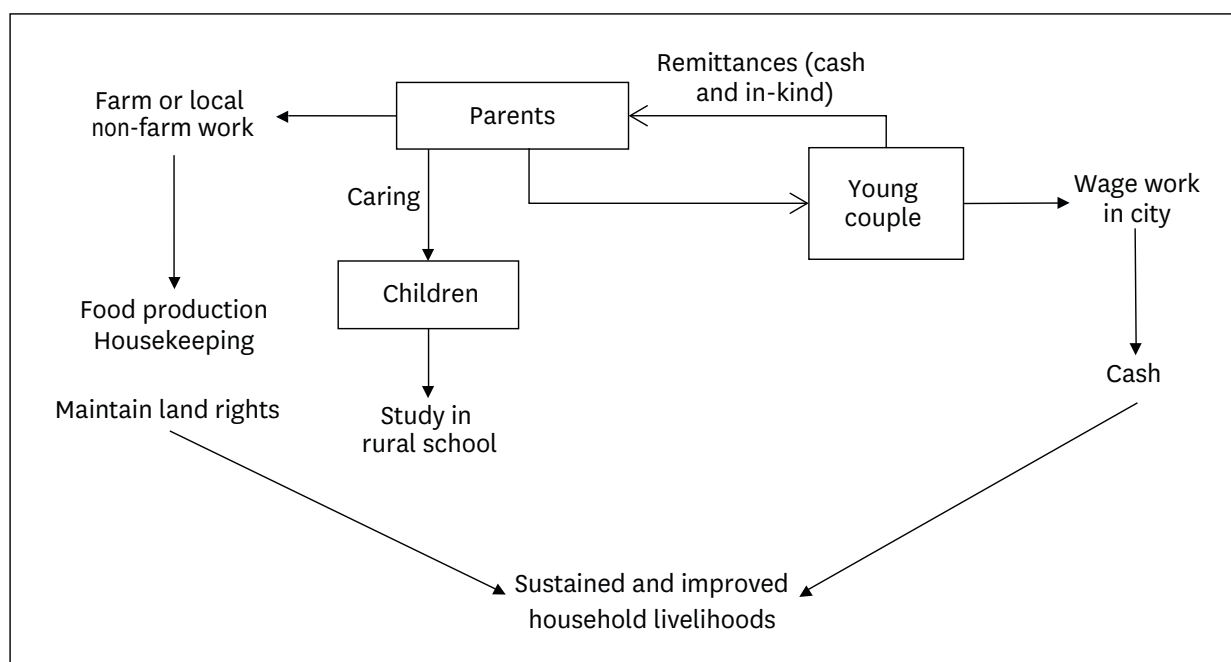 Remittances (cash
and in-kind)
Farm or local
non-farm work
Parents
Caring
Young
couple
Wage work
in city
Children
Food production
Housekeeping
Maintain land rights
Study in
rural school
Cash
Sustained and improved
household livelihoods